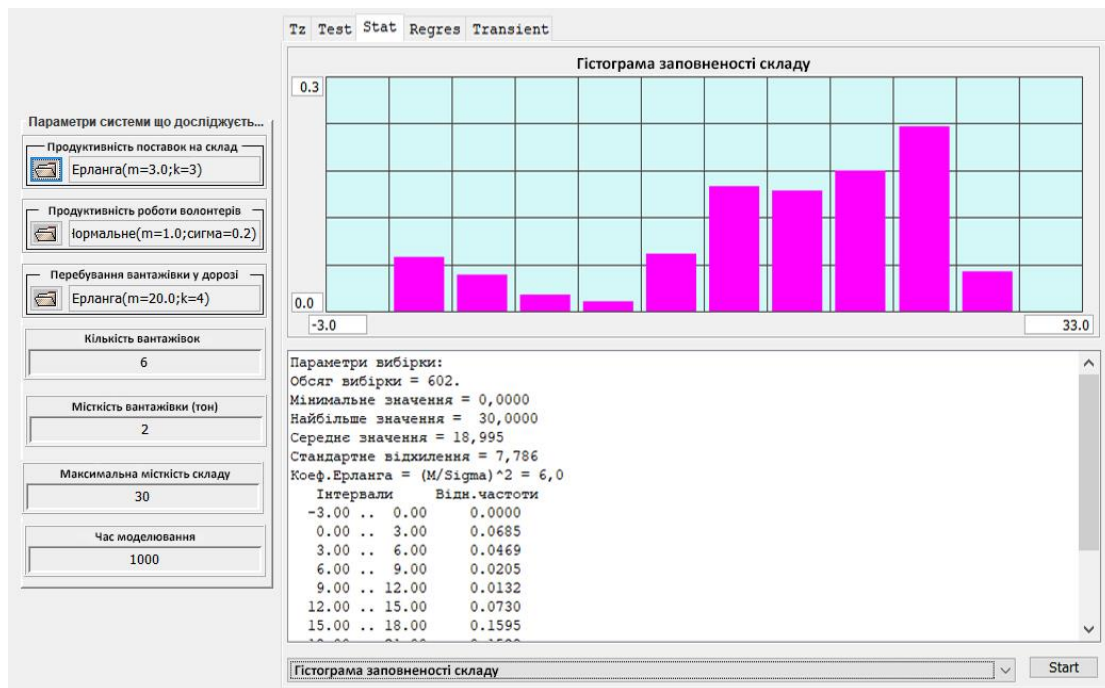 Tz Test Stat Regres Transient
Гістограма заповненості складу
0.3
0.0
-3.0
33.0
Параметри системи що досліджуєть...
Продуктивність поставок на склад
Ерланга(m=3.0;k=3)
Продуктивність роботи волонтерів
Нормальне(m=1.0;сигма=0.2)
Перебування вантажівки у дорозі
Ерланга(m=20.0;k=4)
Кількість вантажівок
6
Місткість вантажівки (тон)
2
Максимальна місткість складу
30
Час моделювання
1000
Параметри вибірки:
Обсяг вибірки = 602.
Мінімальне значення = 0,0000
Найбільше значення =  30,0000
Середнє значення = 18,995
Стандартне відхилення = 7,786
Коеф.Ерланга = (M/Sigma)^2 = 6,0
Інтервали Відн.частоти
-3.00 .. 0.00 0.0000
0.00 .. 3.00 0.0685
3.00 .. 6.00 0.0469
6.00 .. 9.00 0.0205
9.00 .. 12.00 0.0132
12.00 .. 15.00 0.0730
15.00 .. 18.00 0.1595
Гістограма заповненості складу
Start